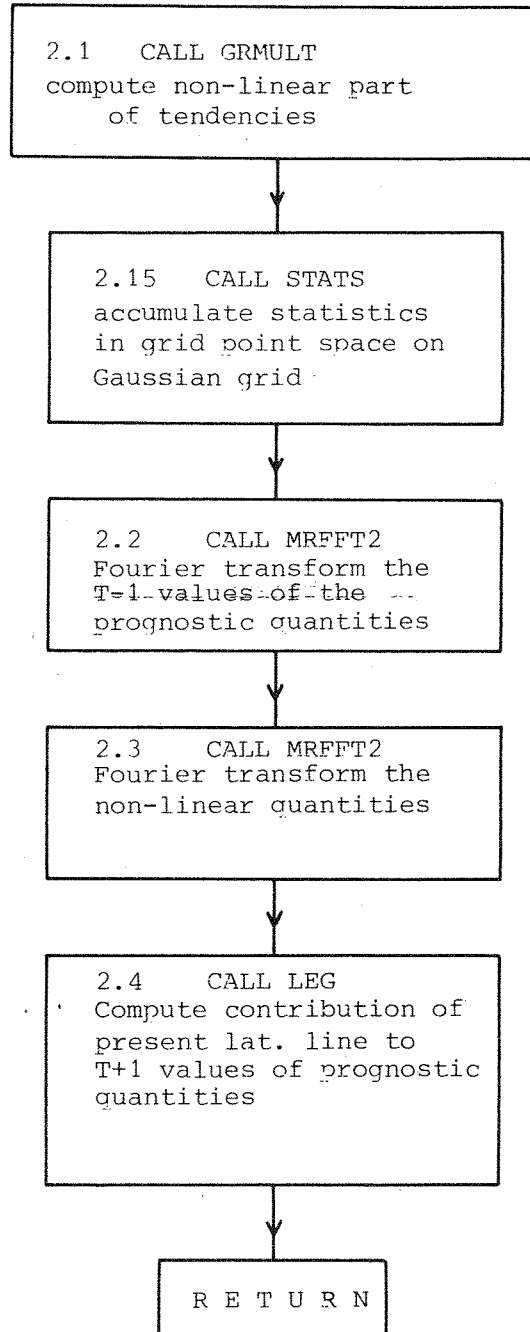 2.1 CALL GRMULT
compute non-linear part
of tendencies
2.15 CALL STATS
accumulate statistics
in grid point space on
Gaussian grid
2.2 CALL MRFFT2
Fourier transform the
T-1 values of the
prognostic quantities
2.3 CALL MRFFT2
Fourier transform the
non-linear quantities
2.4 CALL LEG
Compute contribution of
present lat. line to
T+1 values of prognostic
quantities
R E T U R N